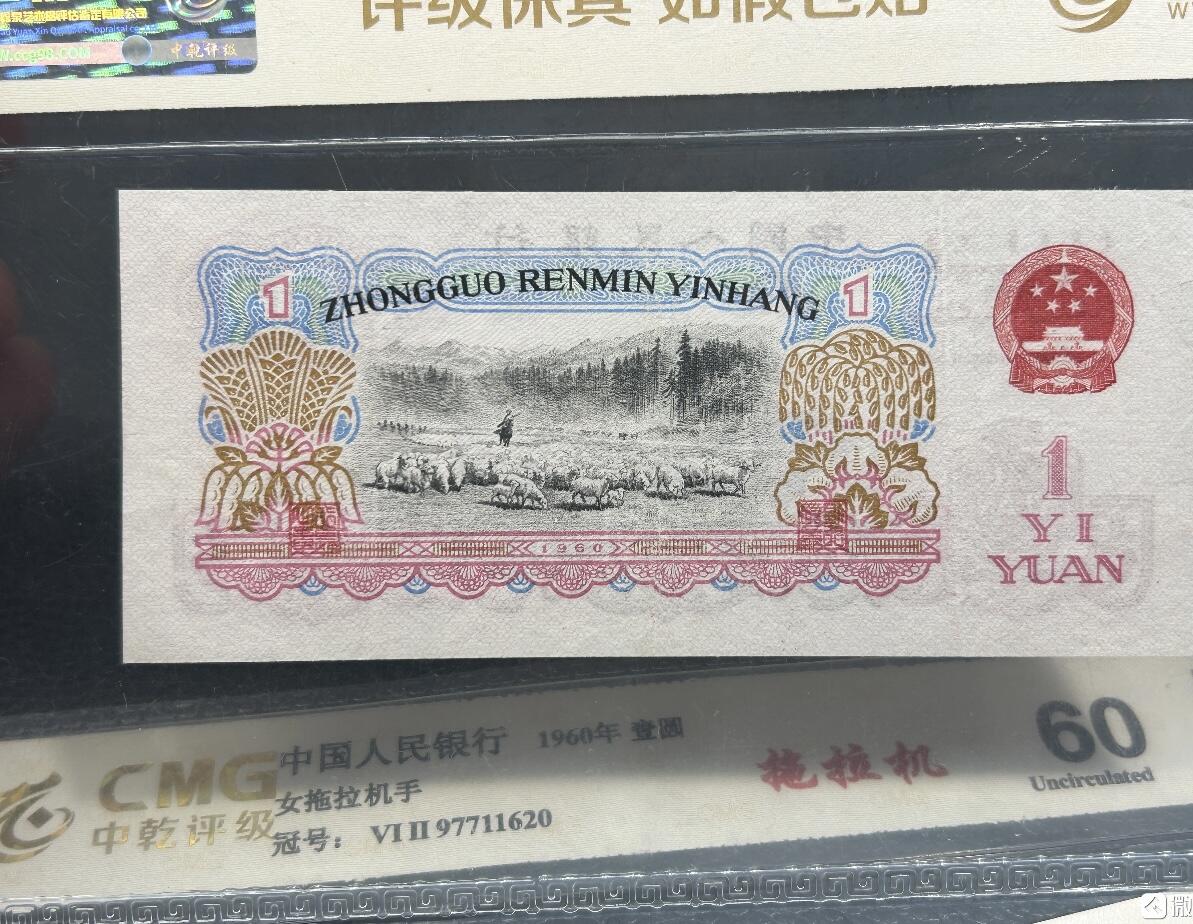 中乾评级
评级保真 如假包赔
ZHONGGUO RENMIN YINHANG
1
1
1960
1
YI
YUAN
CMG
中乾评级
中国人民银行 1960年 壹圆
女拖拉机手
冠号： VI II 97711620
拖拉机
60
Uncirculated
微